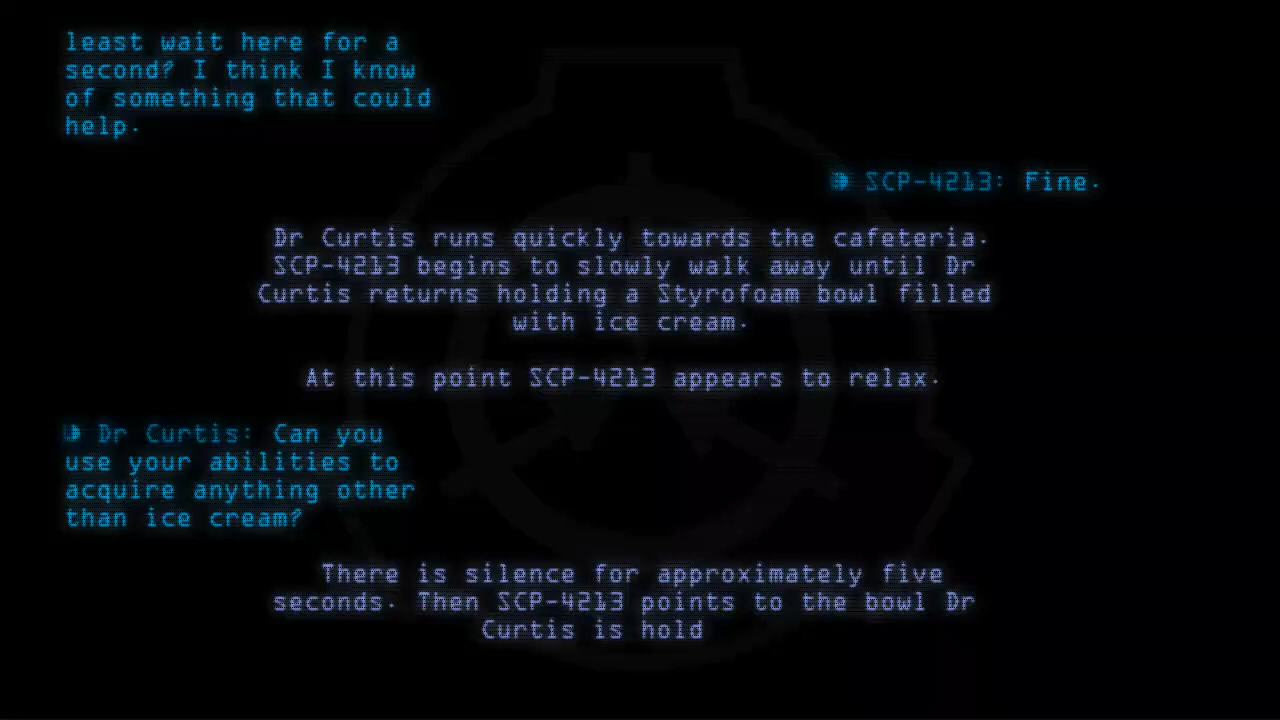 least wait here for a
second? I think I know
of something that could
help.
SCP-4213: Fine.
Dr Curtis runs quickly towards the cafeteria.
SCP-4213 begins to slowly walk away until Dr
Curtis returns holding a Styrofoam bowl filled
with ice cream.
At this point SCP-4213 appears to relax.
Dr Curtis: Can you
use your abilities to
acquire anything other
than ice cream?
There is silence for approximately five
seconds. Then SCP-4213 points to the bowl Dr
Curtis is hold